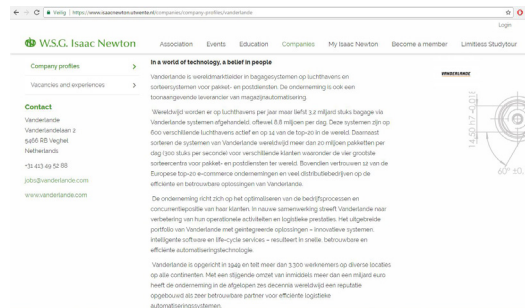 Veilig https://www.isaacnewton.utwente.nl/companies/company-profiles/vanderlande
Login
W.S.G. Isaac Newton
Association Events Education Companies My Isaac Newton Become a member Limitless Studytour
Company profiles
Vacancies and experiences
Contact
Vanderlande
Vanderlandelaan 2
5466 RB Veghel
Netherlands
+31 413 49 52 88
jobs@vanderlande.com
www.vanderlande.com
In a world of technology, a belief in people
Vanderlande is wereldmarktleider in bagagesystemen op luchthavens en
sorteersystemen voor pakket- en postdiensten. De onderneming is ook een
toonaangevende leverancier van magazijnautomatisering.
Wereldwijd worden er op luchthavens per jaar maar liefst 3,2 miljard stuks bagage via
Vanderlande systemen afgehandeld, oftewel 8,8 miljoen per dag. Deze systemen zijn op
600 verschillende luchthavens actief en op 14 van de top-20 in de wereld. Daarnaast
sorteren de systemen van Vanderlande wereldwijd meer dan 20 miljoen pakketten per
dag (300 stuks per seconde) voor verschillende klanten waaronder de vier grootste
sorteercentra voor pakket- en postdiensten ter wereld. Bovendien vertrouwen 12 van de
Europese top-20 e-commerce ondernemingen en veel distributiebedrijven op de
efficiënte en betrouwbare oplossingen van Vanderlande.
De onderneming richt zich op het optimaliseren van de bedrijfsprocessen en
concurrentiepositie van haar klanten. In nauwe samenwerking streeft Vanderlande naar
verbetering van hun operationele activiteiten en logistieke prestaties. Het uitgebreide
portfolio van Vanderlande met geïntegreerde oplossingen – innovatieve systemen,
intelligente software en life-cycle services – resulteert in snelle, betrouwbare en
efficiënte automatiseringstechnologie.
Vanderlande is opgericht in 1949 en telt meer dan 3.300 werknemers op diverse locaties
op alle continenten. Met een stijgende omzet van inmiddels meer dan een miljard euro
heeft de onderneming in de afgelopen zes decennia wereldwijd een reputatie
opgebouwd als zeer betrouwbare partner voor efficiënte logistieke
automatiseringssystemen.
VANDERLANDE